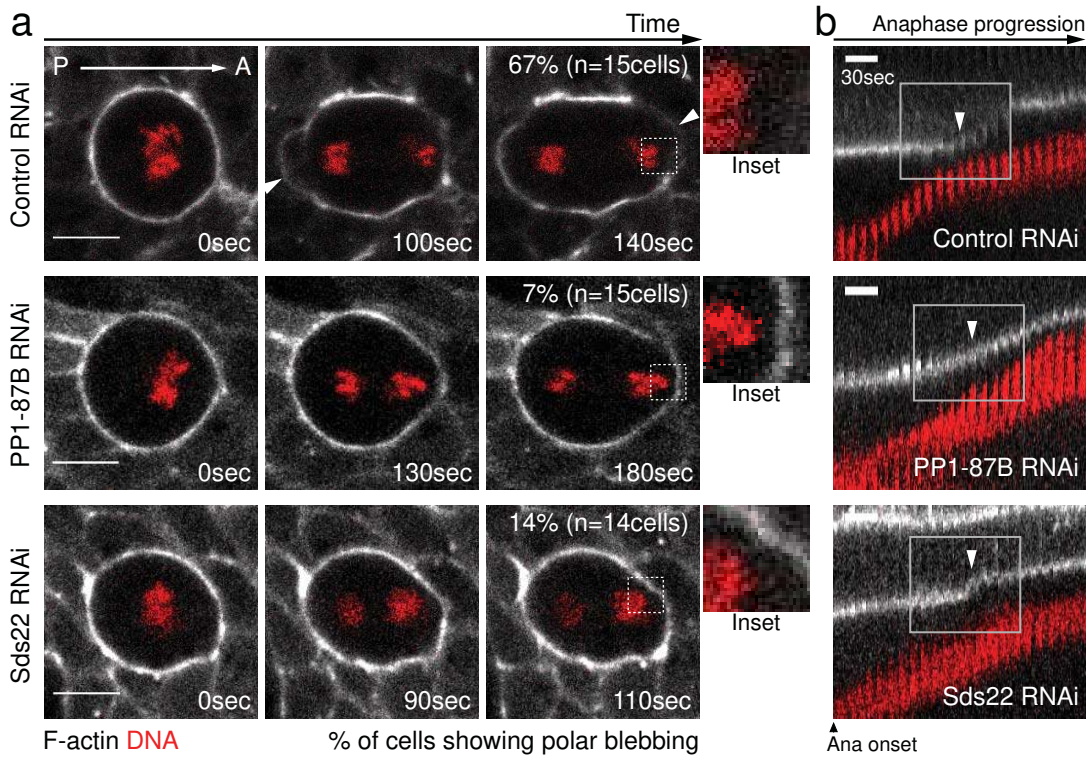 a
Time
b
Anaphase progression
Control RNAi
P A
0sec
100sec
67% (n=15cells)
140sec
Inset
30sec
Control RNAi
PP1-87B RNAi
0sec
130sec
7% (n=15cells)
180sec
Inset
PP1-87B RNAi
Sds22 RNAi
0sec
90sec
14% (n=14cells)
110sec
Inset
Sds22 RNAi
F-actin DNA
% of cells showing polar blebbing
Ana onset